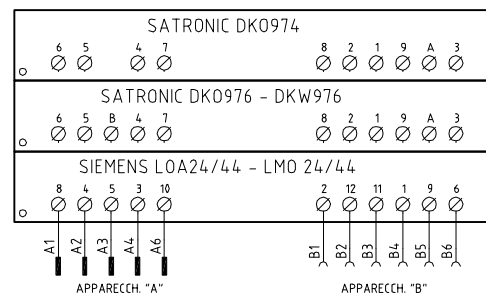 SATRONIC DKO974
6 5 4 7 8 2 1 9 A 3
SATRONIC DKO976 - DKW976
6 5 B 4 7 8 2 1 9 A 3
SIEMENS LOA24/44 - LMO 24/44
8 4 5 3 10 2 12 11 1 9 6
A1 A2 A3 A4 A6 B1 B2 B3 B4 B5 B6
APPARECCH. "A" APPARECCH. "B"